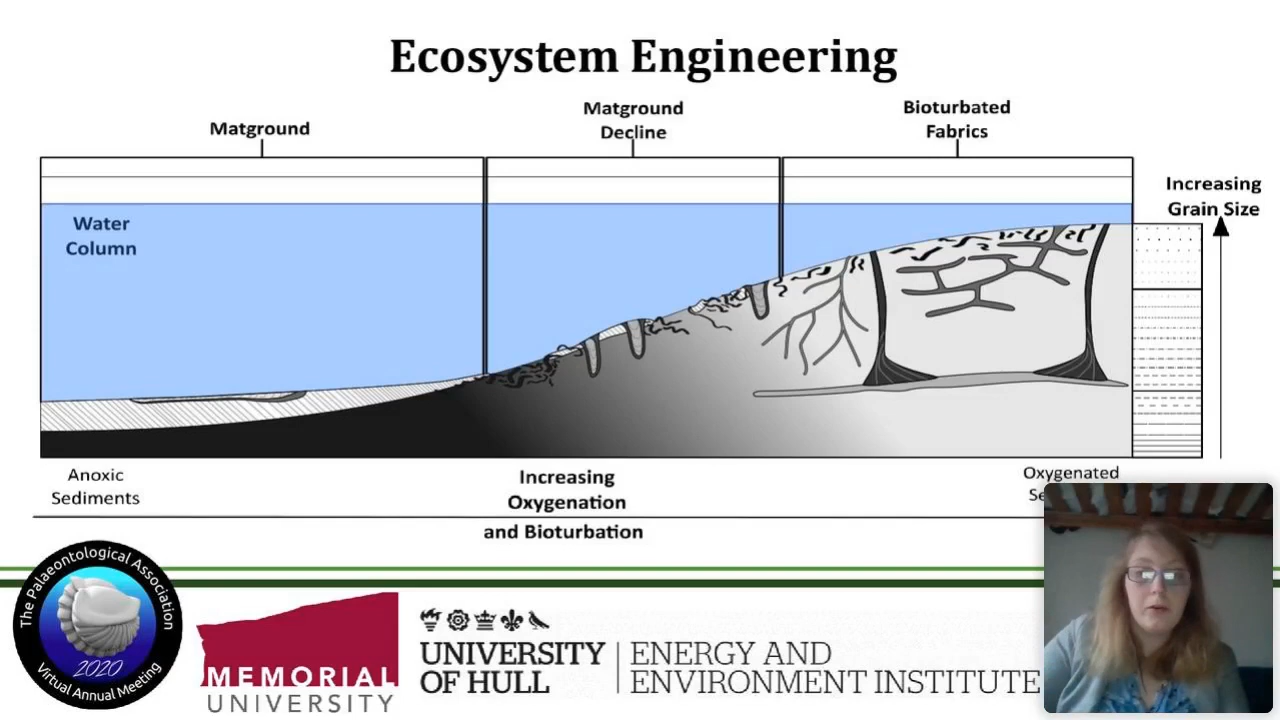 Ecosystem Engineering
Matground
Matground
Decline
Bioturbated
Fabrics
Increasing
Grain Size
Water
Column
Anoxic
Sediments
Increasing
Oxygenation
and Bioturbation
Oxygenated
The Palaeontological Association
2020
Virtual Annual Meeting
MEMORIAL
UNIVERSITY
UNIVERSITY
OF HULL
ENERGY AND
ENVIRONMENT INSTITUTE